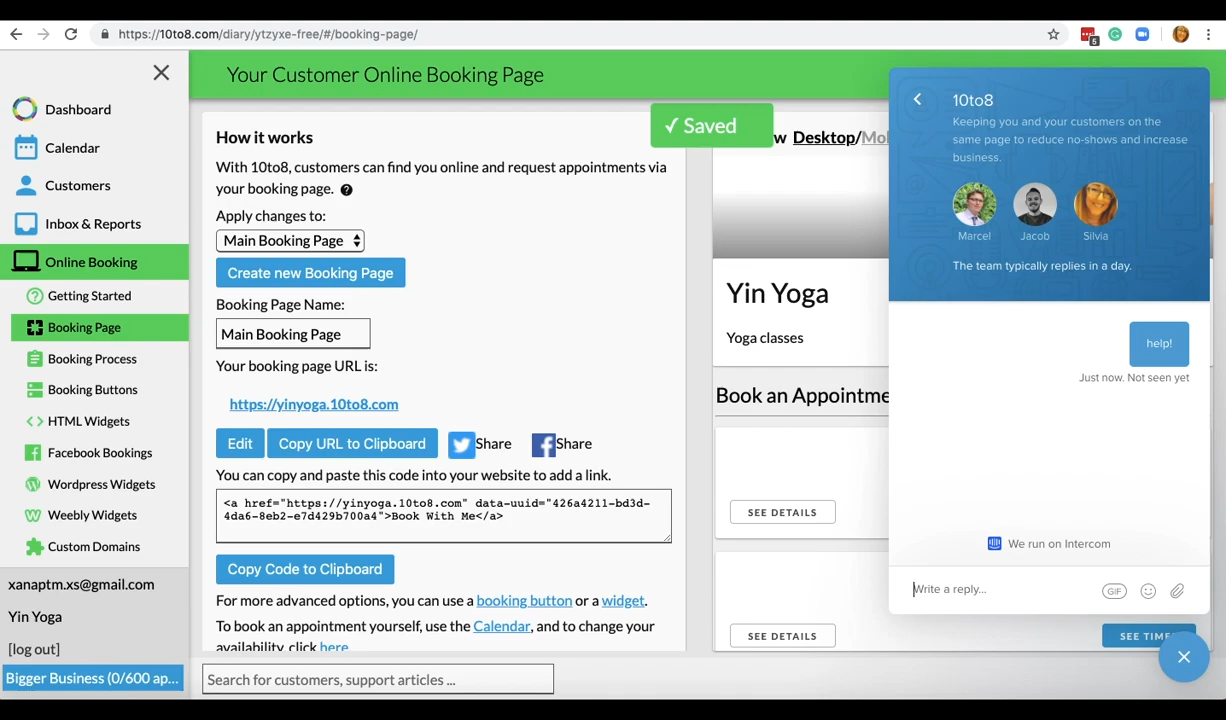 https://10to8.com/diary/ytzyxe-free/#/booking-page/
5
Your Customer Online Booking Page
Dashboard
Calendar
Customers
Inbox & Reports
Online Booking
Getting Started
Booking Page
Booking Process
Booking Buttons
HTML Widgets
Facebook Bookings
Wordpress Widgets
Weebly Widgets
Custom Domains
xanaptm.xs@gmail.com
Yin Yoga
[log out]
Bigger Business (0/600 ap...
How it works
With 10to8, customers can find you online and request appointments via
your booking page. ?
Apply changes to:
Main Booking Page
Create new Booking Page
Booking Page Name:
Main Booking Page
Your booking page URL is:
https://yinyoga.10to8.com
Edit
Copy URL to Clipboard
Share
Share
You can copy and paste this code into your website to add a link.
<a href="https://yinyoga.10to8.com" data-uuid="426a4211-bd3d-
4da6-8eb2-e7d429b700a4">Book With Me</a>
Copy Code to Clipboard
For more advanced options, you can use a booking button or a widget.
To book an appointment yourself, use the Calendar, and to change your
availability, click here
Search for customers, support articles ...
✓ Saved
w Desktop/Mol
Yin Yoga
Yoga classes
Book an Appointme
SEE DETAILS
SEE DETAILS
SEE TIME
10to8
Keeping you and your customers on the
same page to reduce no-shows and increase
business.
Marcel
Jacob
Silvia
The team typically replies in a day.
help!
Just now. Not seen yet
We run on Intercom
Write a reply...
GIF